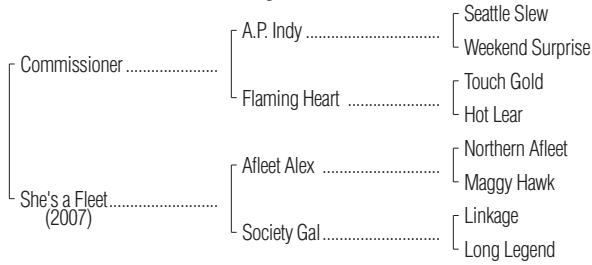 Seattle Slew
A.P. Indy ..............................
Weekend Surprise
Commissioner .....................
Touch Gold
Flaming Heart .....................
Hot Lear
Northern Afleet
Afleet Alex ...........................
Maggy Hawk
She's a Fleet.........................
(2007)
Linkage
Society Gal...........................
Long Legend